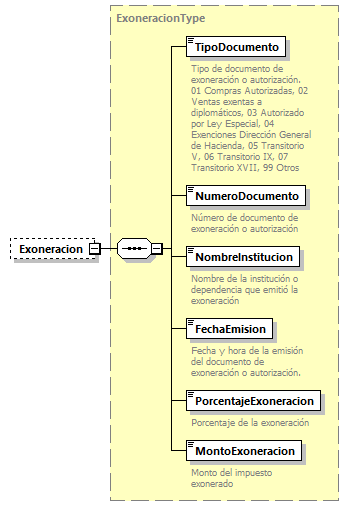 ExoneracionType
TipoDocumento
Tipo de documento de
exoneración o autorización.
01 Compras Autorizadas, 02
Ventas exentas a
diplomáticos, 03 Autorizado
por Ley Especial, 04
Exenciones Dirección General
de Hacienda, 05 Transitorio
V, 06 Transitorio IX, 07
Transitorio XVII, 99 Otros
NumeroDocumento
Número de documento de
exoneración o autorización
Exoneracion
NombreInstitucion
Nombre de la institución o
dependencia que emitió la
exoneración
FechaEmision
Fecha y hora de la emisión
del documento de
exoneración o autorización.
PorcentajeExoneracion
Porcentaje de la exoneración
MontoExoneracion
Monto del impuesto
exonerado